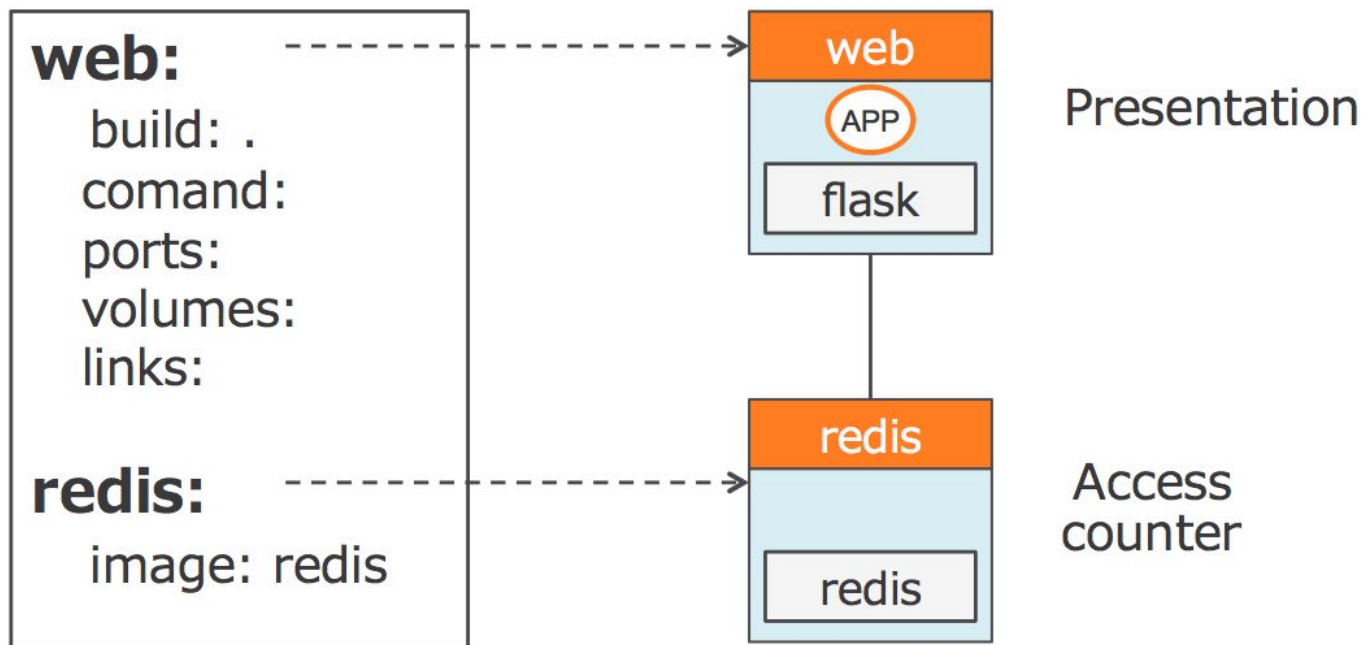 web:
build: .
comand:
ports:
volumes:
links:
redis:
image: redis
web
APP
flask
Presentation
redis
redis
Access
counter